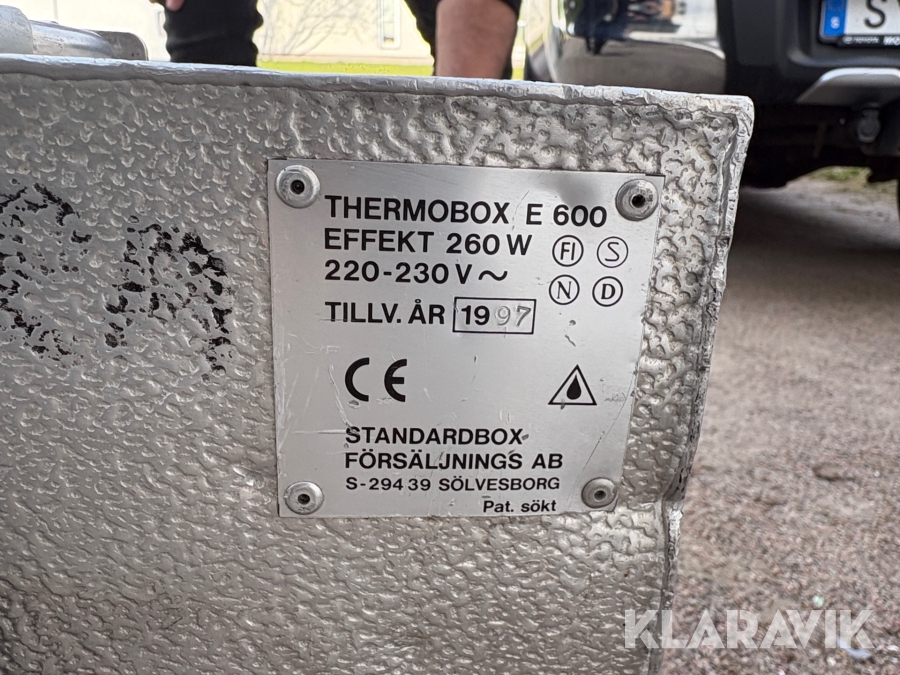 S
S
THERMOBOX E 600
EFFEKT 260 W FI S
220-230 V ~ N D
TILLV. ÅR 1997
CE
STANDARDBOX
FÖRSÄLJNINGS AB
S-294 39 SÖLVESBORG
Pat. sökt
KLARAVIK